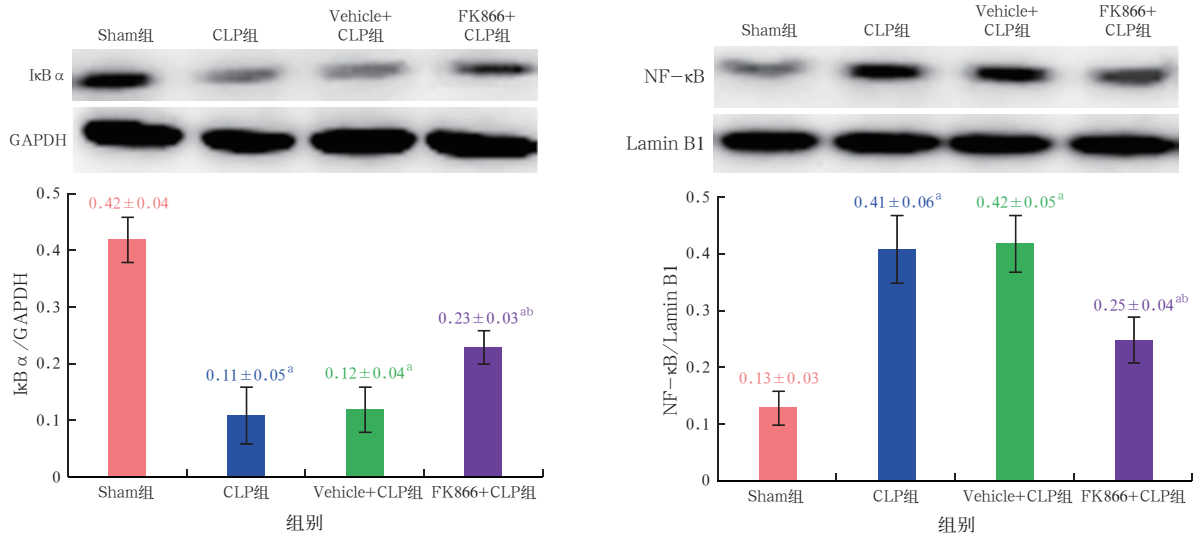 Sham组 CLP组 Vehicle+
CLP组 FK866+
CLP组
IκBα
GAPDH
0.5
0.4
0.3
0.2
0.1
0
IκBα/GAPDH
0.42±0.04
0.11±0.05a
0.12±0.04a
0.23±0.03ab
Sham组 CLP组 Vehicle+CLP组 FK866+CLP组
组别
Sham组 CLP组 Vehicle+
CLP组 FK866+
CLP组
NF-κB
Lamin B1
0.5
0.4
0.3
0.2
0.1
0
NF-κB/Lamin B1
0.13±0.03
0.41±0.06a
0.42±0.05a
0.25±0.04ab
Sham组 CLP组 Vehicle+CLP组 FK866+CLP组
组别